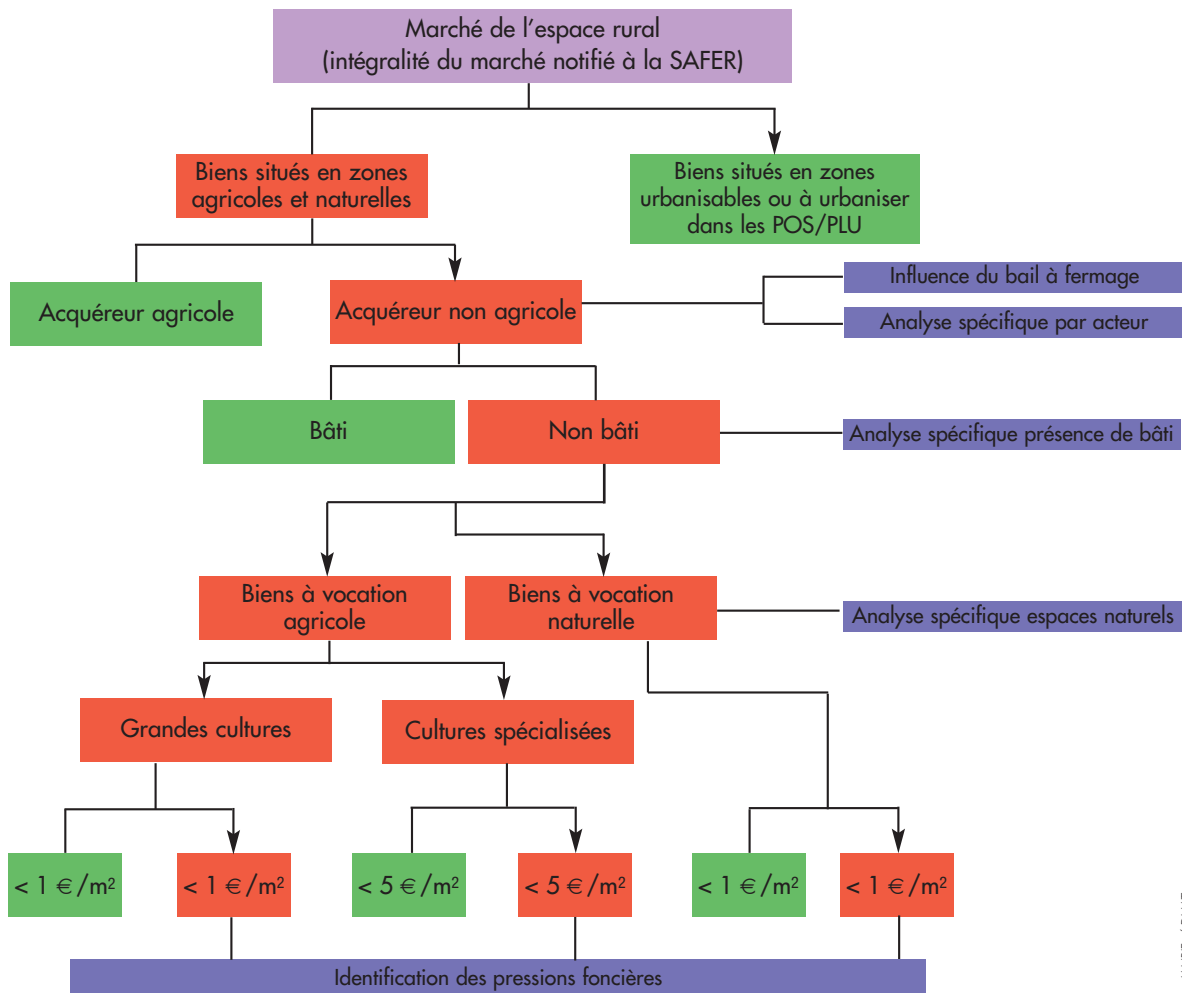 Marché de l'espace rural
(intégralité du marché notifié à la SAFER)
Biens situés en zones
agricoles et naturelles
Biens situés en zones
urbanisables ou à urbaniser
dans les POS/PLU
Acquéreur agricole
Acquéreur non agricole
Influence du bail à fermage
Analyse spécifique par acteur
Bâti
Non bâti
Analyse spécifique présence de bâti
Biens à vocation
agricole
Biens à vocation
naturelle
Analyse spécifique espaces naturels
Grandes cultures
Cultures spécialisées
< 1 €/m²
< 1 €/m²
< 5 €/m²
< 5 €/m²
< 1 €/m²
< 1 €/m²
Identification des pressions foncières